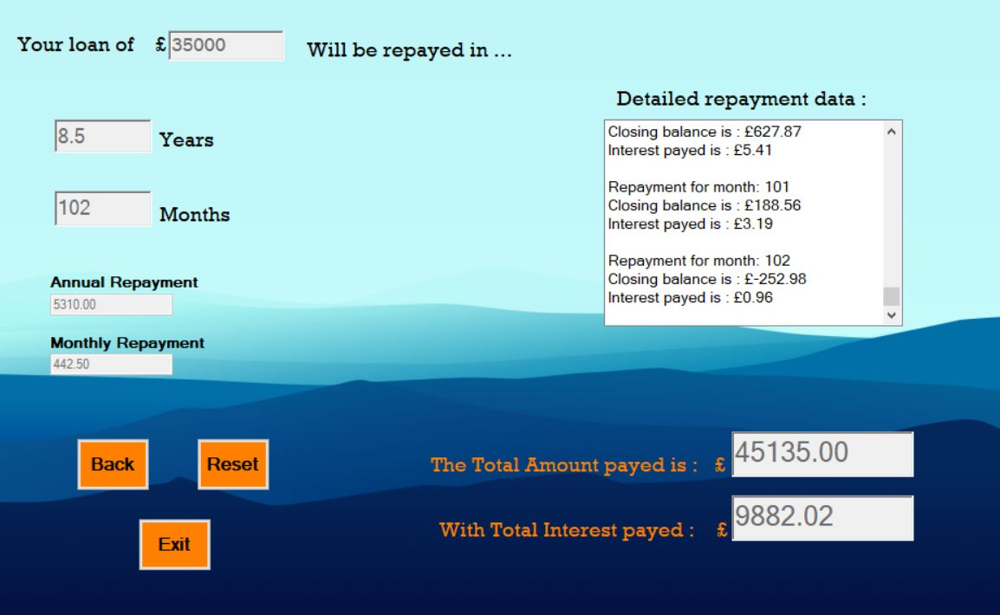 Your loan of £ 35000 Will be repayed in ...
Detailed repayment data :
8.5 Years
102 Months
Closing balance is : £627.87
Interest payed is : £5.41
Repayment for month: 101
Closing balance is : £188.56
Interest payed is : £3.19
Repayment for month: 102
Closing balance is : £-252.98
Interest payed is : £0.96
Annual Repayment
5310.00
Monthly Repayment
442.50
Back Reset
Exit
The Total Amount payed is : £ 45135.00
With Total Interest payed : £ 9882.02